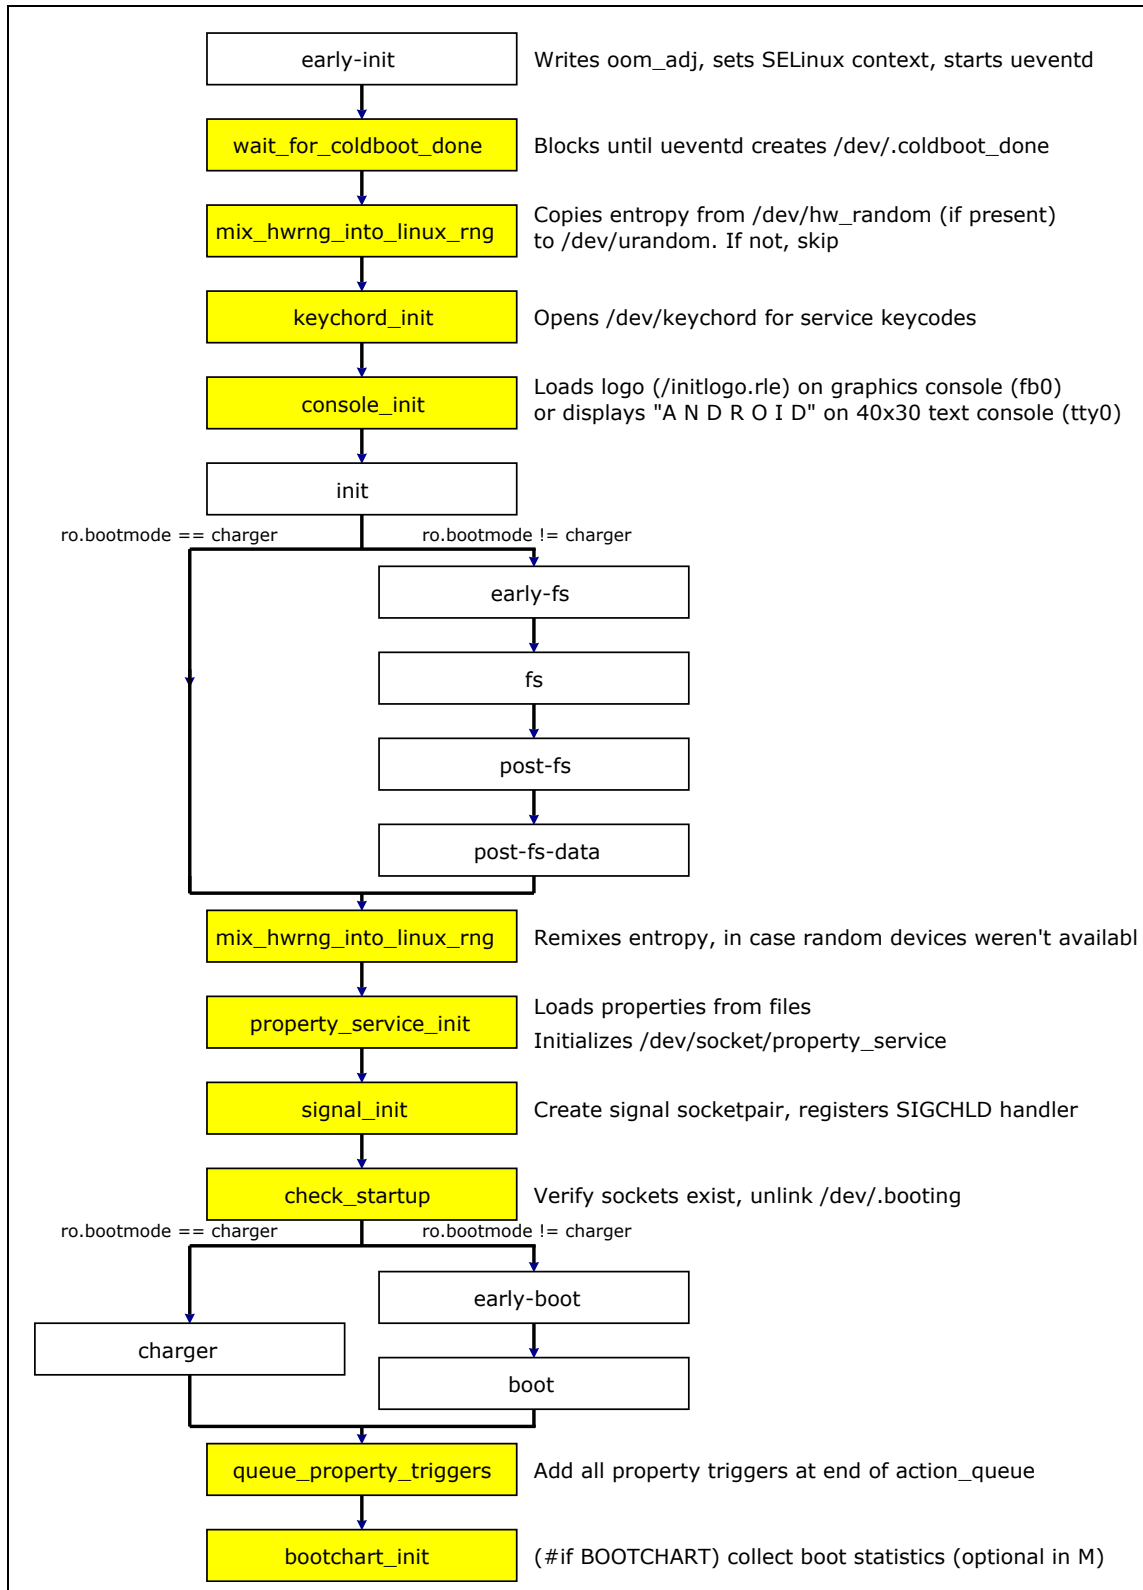 early-init
Writes oom_adj, sets SELinux context, starts ueventd
wait_for_coldboot_done
Blocks until ueventd creates /dev/.coldboot_done
mix_hwrng_into_linux_rng
Copies entropy from /dev/hw_random (if present)
to /dev/urandom. If not, skip
keychord_init
Opens /dev/keychord for service keycodes
console_init
Loads logo (/initlogo.rle) on graphics console (fb0)
or displays "A N D R O I D" on 40x30 text console (tty0)
init
ro.bootmode == charger
ro.bootmode != charger
early-fs
fs
post-fs
post-fs-data
mix_hwrng_into_linux_rng
Remixes entropy, in case random devices weren't availabl
property_service_init
Loads properties from files
Initializes /dev/socket/property_service
signal_init
Create signal socketpair, registers SIGCHLD handler
check_startup
Verify sockets exist, unlink /dev/.booting
ro.bootmode == charger
ro.bootmode != charger
early-boot
charger
boot
queue_property_triggers
Add all property triggers at end of action_queue
bootchart_init
(#if BOOTCHART) collect boot statistics (optional in M)